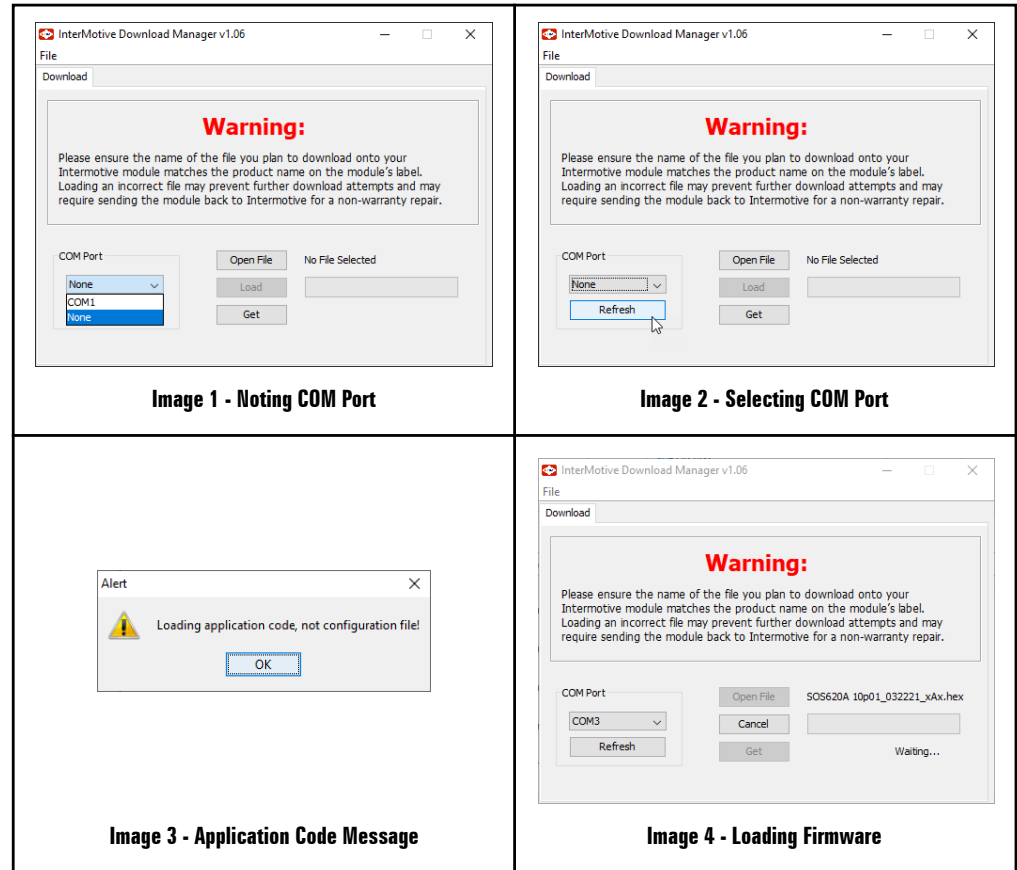 InterMotive Download Manager v1.06
File
Download
Warning:
Please ensure the name of the file you plan to download onto your
Intermotive module matches the product name on the module's label.
Loading an incorrect file may prevent further download attempts and may
require sending the module back to Intermotive for a non-warranty repair.
COM Port
Open File
No File Selected
None
Load
COM1
None
Get
Image 1 - Noting COM Port
InterMotive Download Manager v1.06
File
Download
Warning:
Please ensure the name of the file you plan to download onto your
Intermotive module matches the product name on the module's label.
Loading an incorrect file may prevent further download attempts and may
require sending the module back to Intermotive for a non-warranty repair.
COM Port
Open File
No File Selected
None
Load
Refresh
Get
Image 2 - Selecting COM Port
Alert
Loading application code, not configuration file!
OK
Image 3 - Application Code Message
InterMotive Download Manager v1.06
File
Download
Warning:
Please ensure the name of the file you plan to download onto your
Intermotive module matches the product name on the module's label.
Loading an incorrect file may prevent further download attempts and may
require sending the module back to Intermotive for a non-warranty repair.
COM Port
Open File
SOS620A 10p01_032221_xAx.hex
COM3
Cancel
Refresh
Get
Waiting...
Image 4 - Loading Firmware